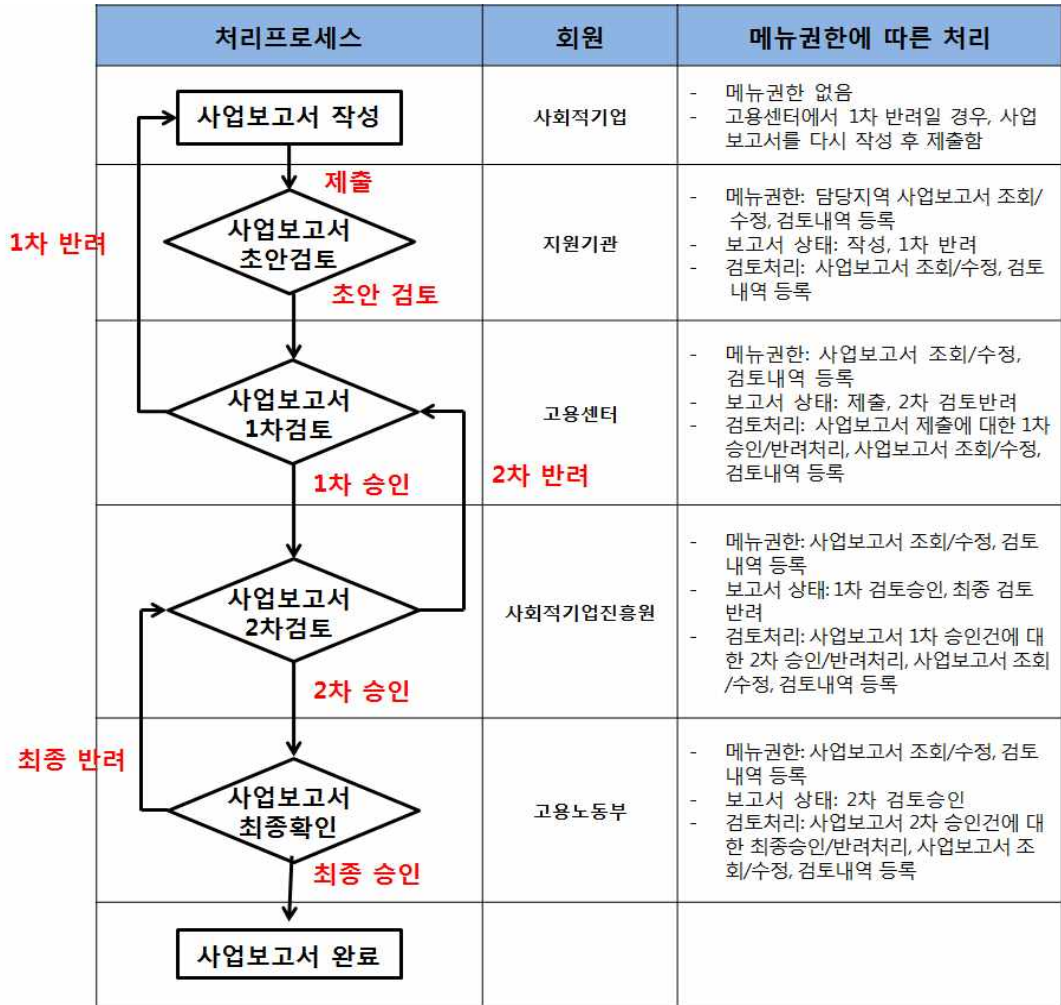 처리프로세스 회원 메뉴권한에 따른 처리
사업보고서 작성
사회적기업
- 메뉴권한 없음
- 고용센터에서 1차 반려일 경우, 사업
보고서를 다시 작성 후 제출함
제출
1차 반려
사업보고서
초안검토
초안 검토
지원기관
- 메뉴권한: 담당지역 사업보고서 조회/
수정, 검토내역 등록
- 보고서 상태: 작성, 1차 반려
- 검토처리: 사업보고서 조회/수정, 검토
내역 등록
사업보고서
1차검토
1차 승인
2차 반려
고용센터
- 메뉴권한: 사업보고서 조회/수정,
검토내역 등록
- 보고서 상태: 제출, 2차 검토반려
- 검토처리: 사업보고서 제출에 대한 1차
승인/반려처리, 사업보고서 조회/수정,
검토내역 등록
사업보고서
2차검토
2차 승인
사회적기업진흥원
- 메뉴권한: 사업보고서 조회/수정, 검토
내역 등록
- 보고서 상태: 1차 검토승인, 최종 검토
반려
- 검토처리: 사업보고서 1차 승인건에 대
한 2차 승인/반려처리, 사업보고서 조회
/수정, 검토내역 등록
최종 반려
사업보고서
최종확인
최종 승인
고용노동부
- 메뉴권한: 사업보고서 조회/수정, 검토
내역 등록
- 보고서 상태: 2차 검토승인
- 검토처리: 사업보고서 2차 승인건에 대
한 최종승인/반려처리, 사업보고서 조
회/수정, 검토내역 등록
사업보고서 완료